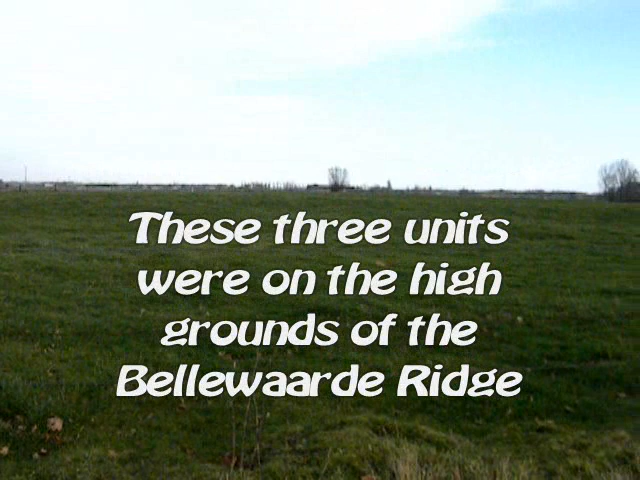 These three units
were on the high
grounds of the
Bellewaarde Ridge